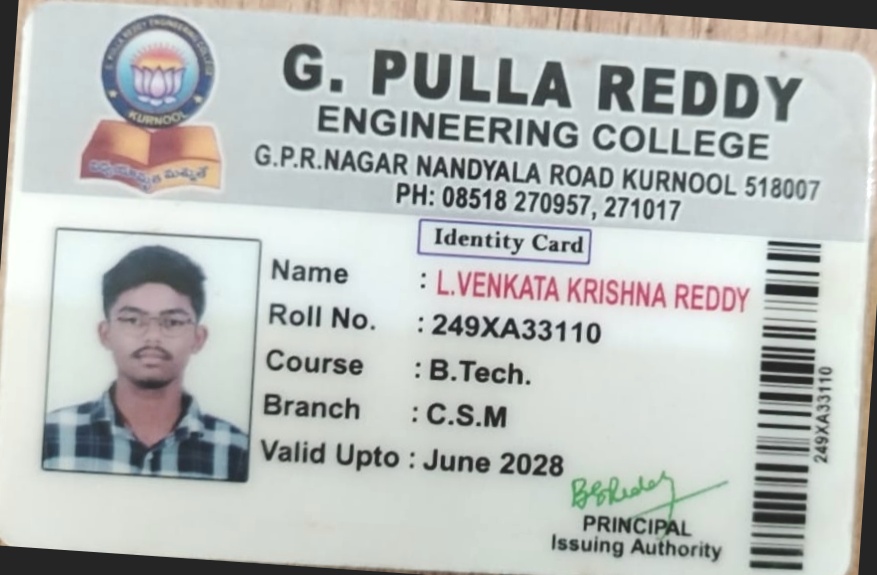 G. PULLA REDDY ENGINEERING COLLEGE
KURNOOL
G. PULLA REDDY
ENGINEERING COLLEGE
G.P.R.NAGAR NANDYALA ROAD KURNOOL 518007
PH: 08518 270957, 271017
Identity Card
Name : L.VENKATA KRISHNA REDDY
Roll No. : 249XA33110
Course : B.Tech.
Branch : C.S.M
Valid Upto : June 2028
249XA33110
PRINCIPAL
Issuing Authority